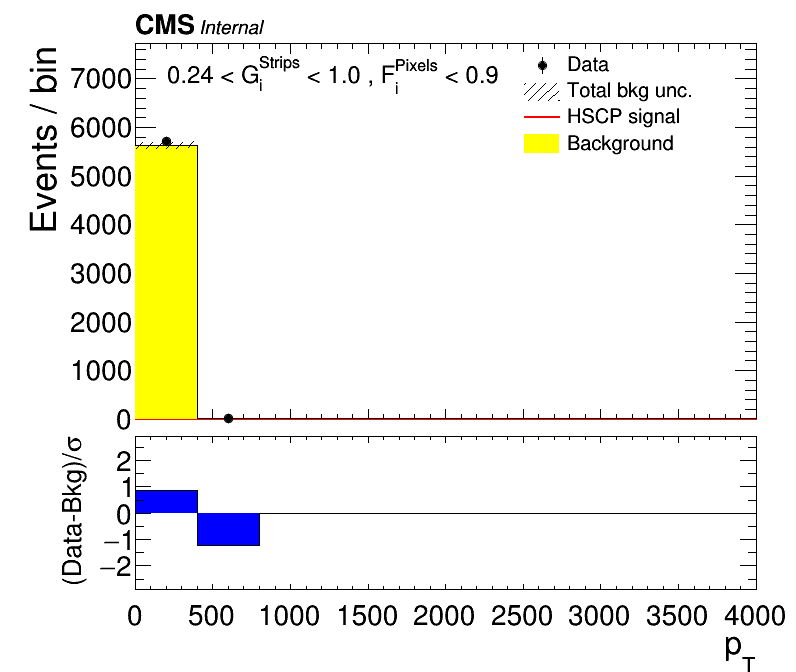 CMS Internal
0.24 < G_i^Strips < 1.0 , F_i^Pixels < 0.9
Data
Total bkg unc.
HSCP signal
Background
Events / bin
7000
6000
5000
4000
3000
2000
1000
0
(Data-Bkg)/σ
2
1
0
−1
−2
0 500 1000 1500 2000 2500 3000 3500 4000
p_T